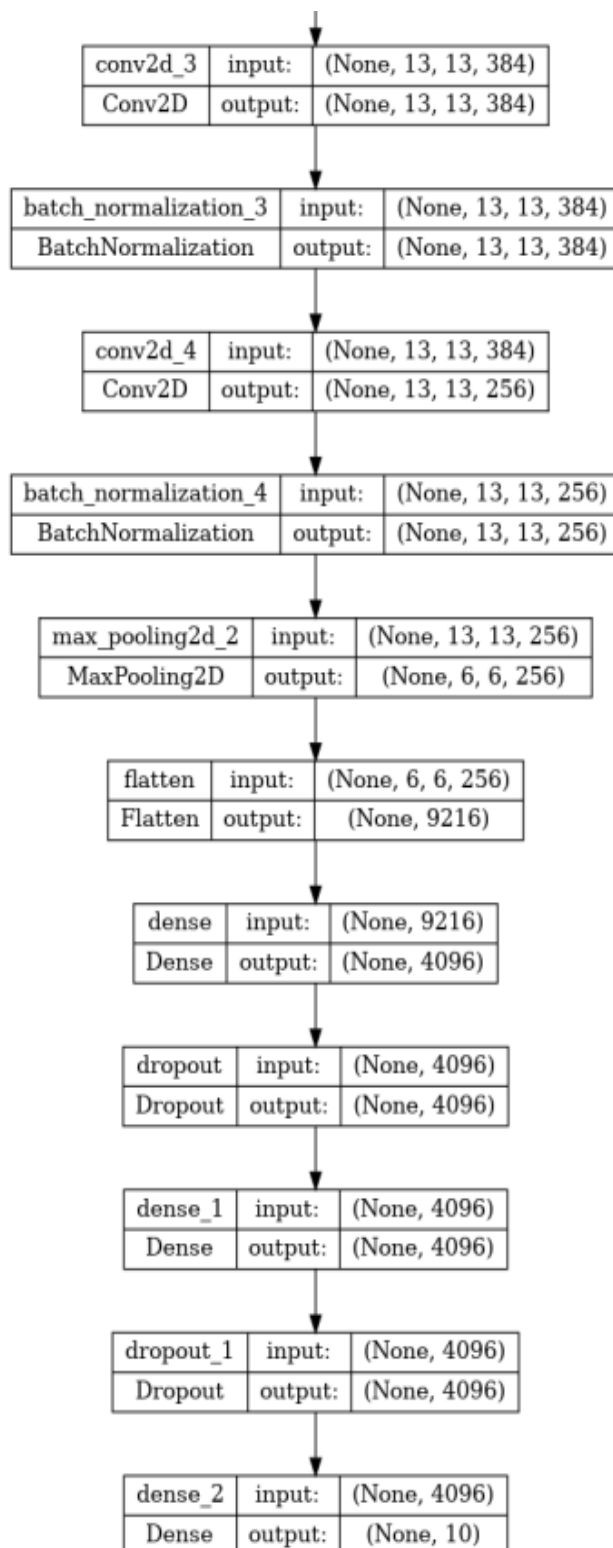 conv2d_3 input: (None, 13, 13, 384)
Conv2D output: (None, 13, 13, 384)
batch_normalization_3 input: (None, 13, 13, 384)
BatchNormalization output: (None, 13, 13, 384)
conv2d_4 input: (None, 13, 13, 384)
Conv2D output: (None, 13, 13, 256)
batch_normalization_4 input: (None, 13, 13, 256)
BatchNormalization output: (None, 13, 13, 256)
max_pooling2d_2 input: (None, 13, 13, 256)
MaxPooling2D output: (None, 6, 6, 256)
flatten input: (None, 6, 6, 256)
Flatten output: (None, 9216)
dense input: (None, 9216)
Dense output: (None, 4096)
dropout input: (None, 4096)
Dropout output: (None, 4096)
dense_1 input: (None, 4096)
Dense output: (None, 4096)
dropout_1 input: (None, 4096)
Dropout output: (None, 4096)
dense_2 input: (None, 4096)
Dense output: (None, 10)